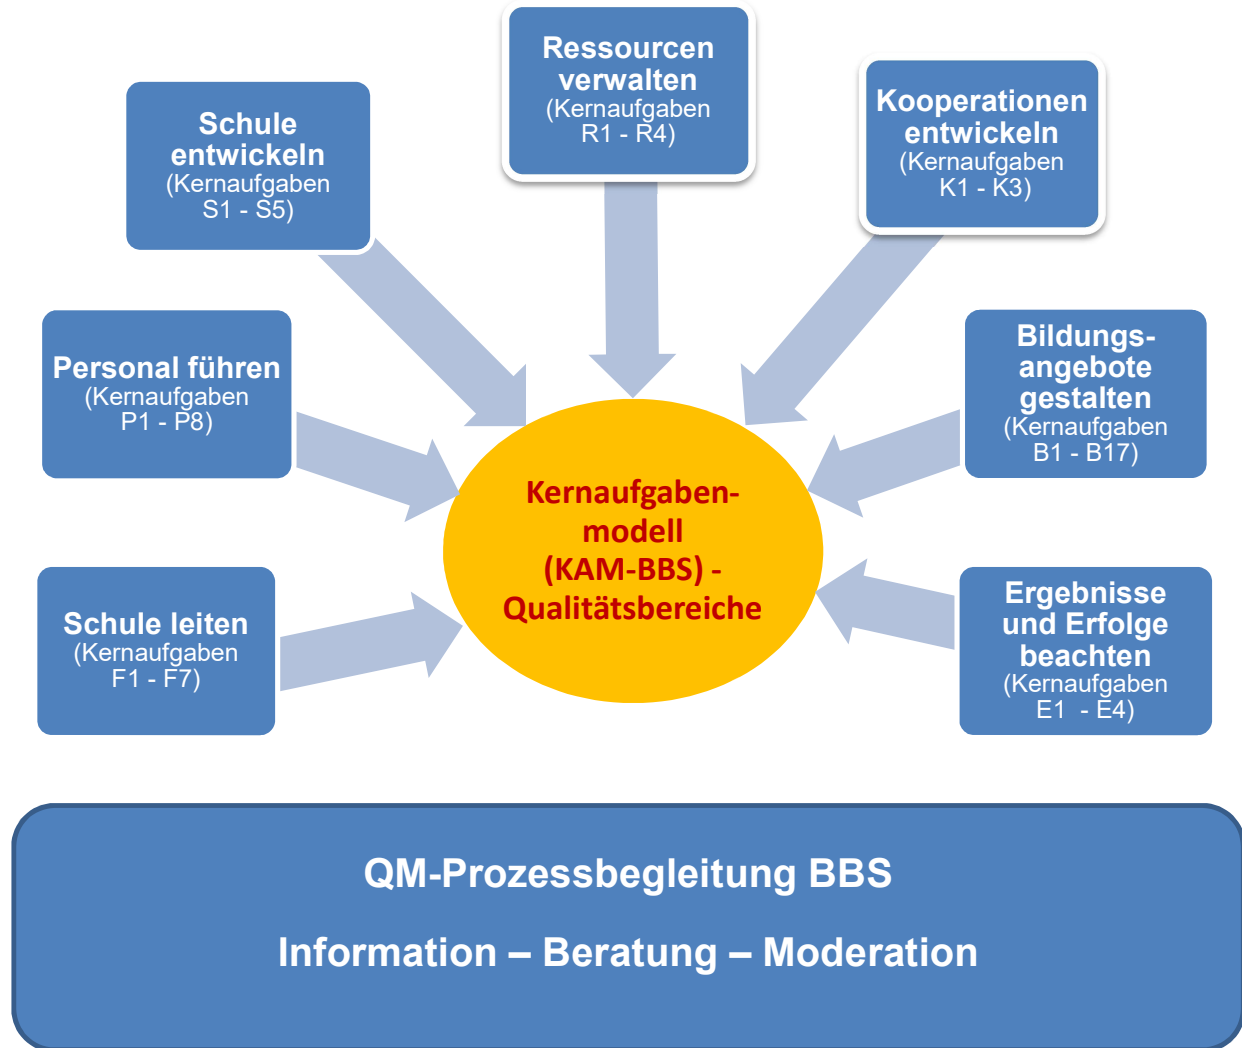 Ressourcen
verwalten
(Kernaufgaben
R1 - R4)
Schule
entwickeln
(Kernaufgaben
S1 - S5)
Kooperationen
entwickeln
(Kernaufgaben
K1 - K3)
Personal führen
(Kernaufgaben
P1 - P8)
Bildungs-
angebote
gestalten
(Kernaufgaben
B1 - B17)
Kernaufgaben-
modell
(KAM-BBS) -
Qualitätsbereiche
Schule leiten
(Kernaufgaben
F1 - F7)
Ergebnisse
und Erfolge
beachten
(Kernaufgaben
E1  - E4)
QM-Prozessbegleitung BBS
Information – Beratung – Moderation